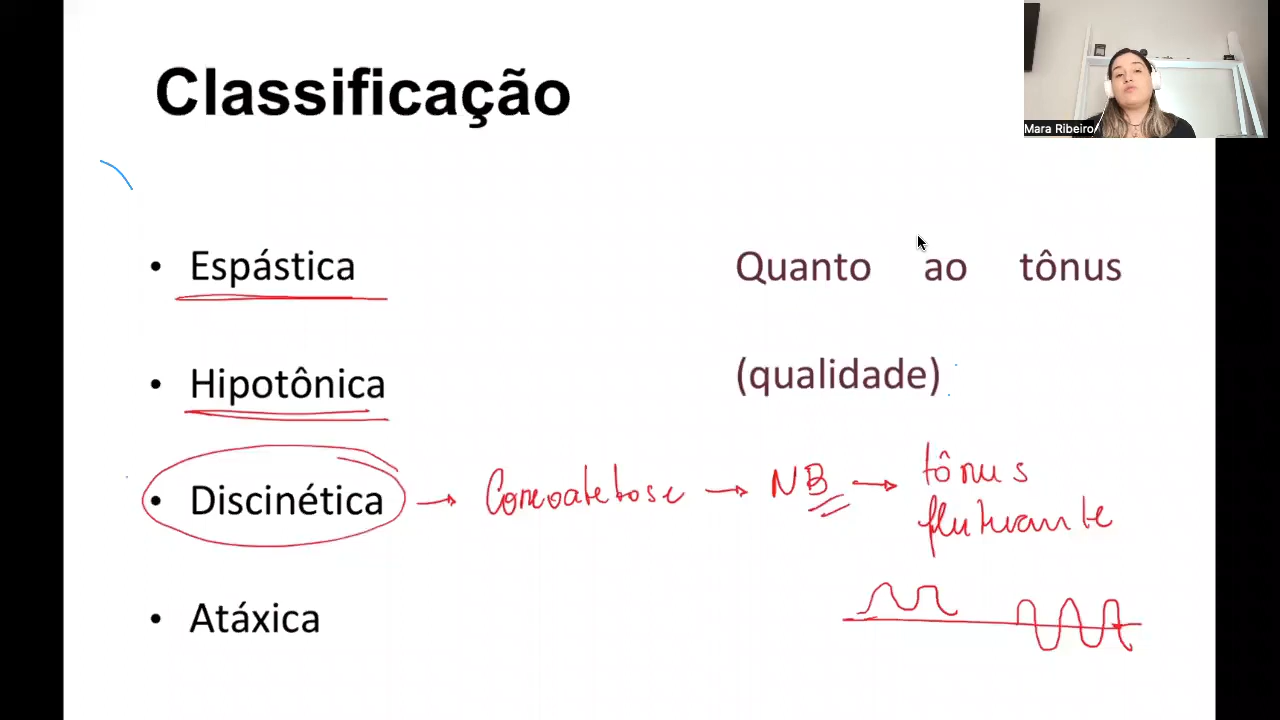 Classificação
Mara Ribeiro
• Espástica
Quanto ao tônus
• Hipotônica
(qualidade)
• Discinética → Coreoatetose → NB → tônus
flutuante
• Atáxica